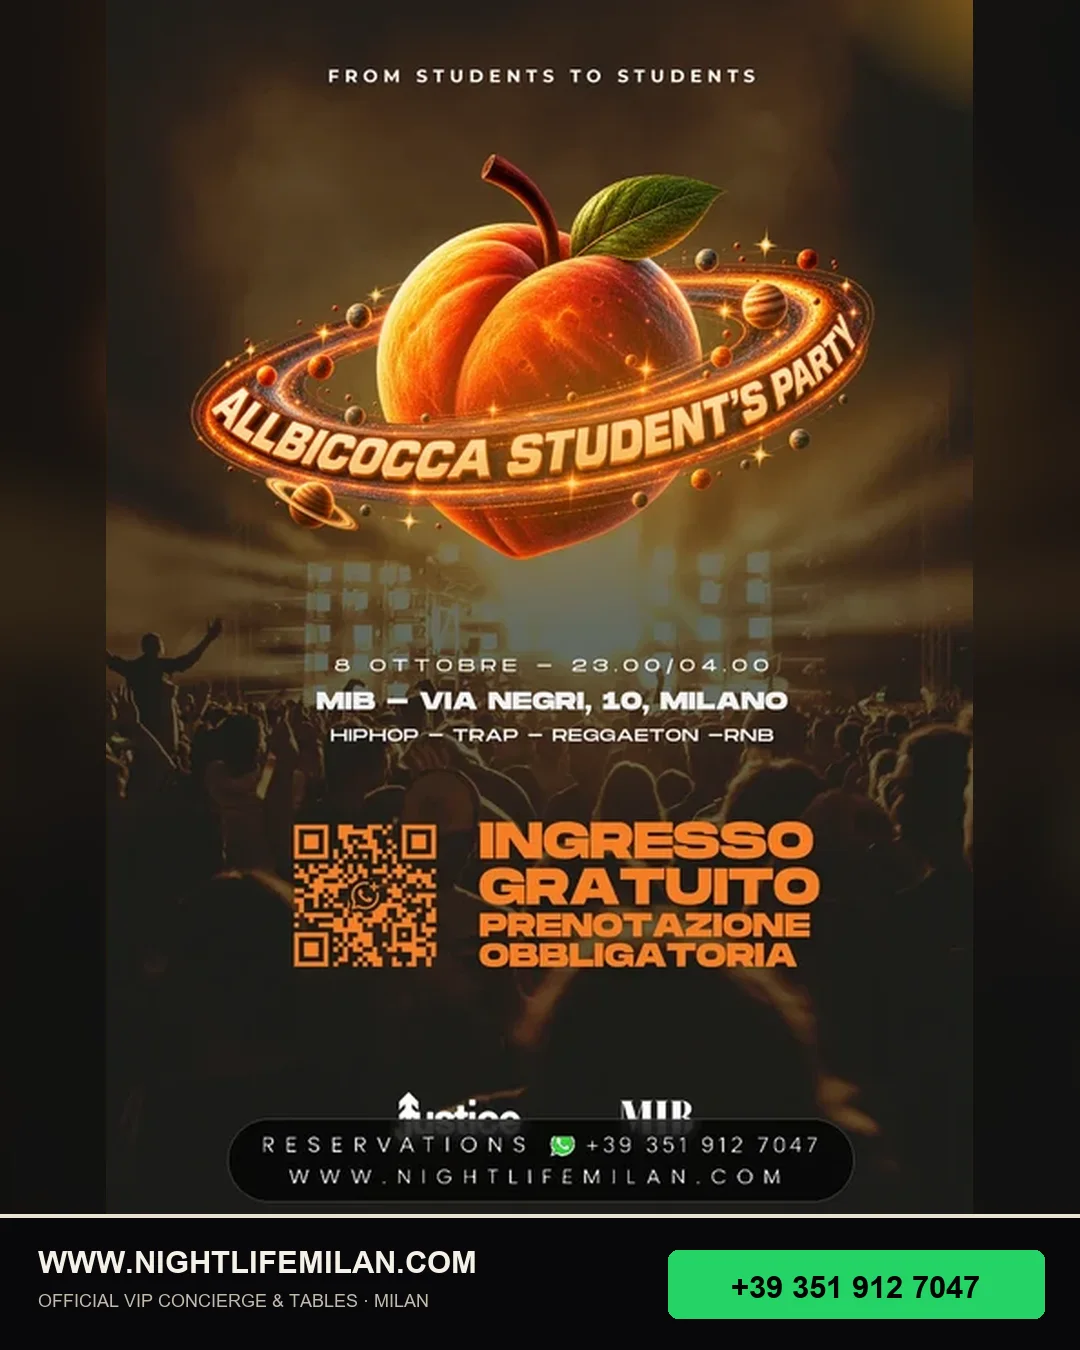 FROM STUDENTS TO STUDENTS
ALLBICOCCA STUDENT'S PARTY
8 OTTOBRE – 23.00/04.00
MIB – VIA NEGRI, 10, MILANO
HIPHOP – TRAP – REGGAETON –RNB
INGRESSO
GRATUITO
PRENOTAZIONE
OBBLIGATORIA
Justice MIB
RESERVATIONS +39 351 912 7047
WWW.NIGHTLIFEMILAN.COM
WWW.NIGHTLIFEMILAN.COM
OFFICIAL VIP CONCIERGE & TABLES · MILAN
+39 351 912 7047